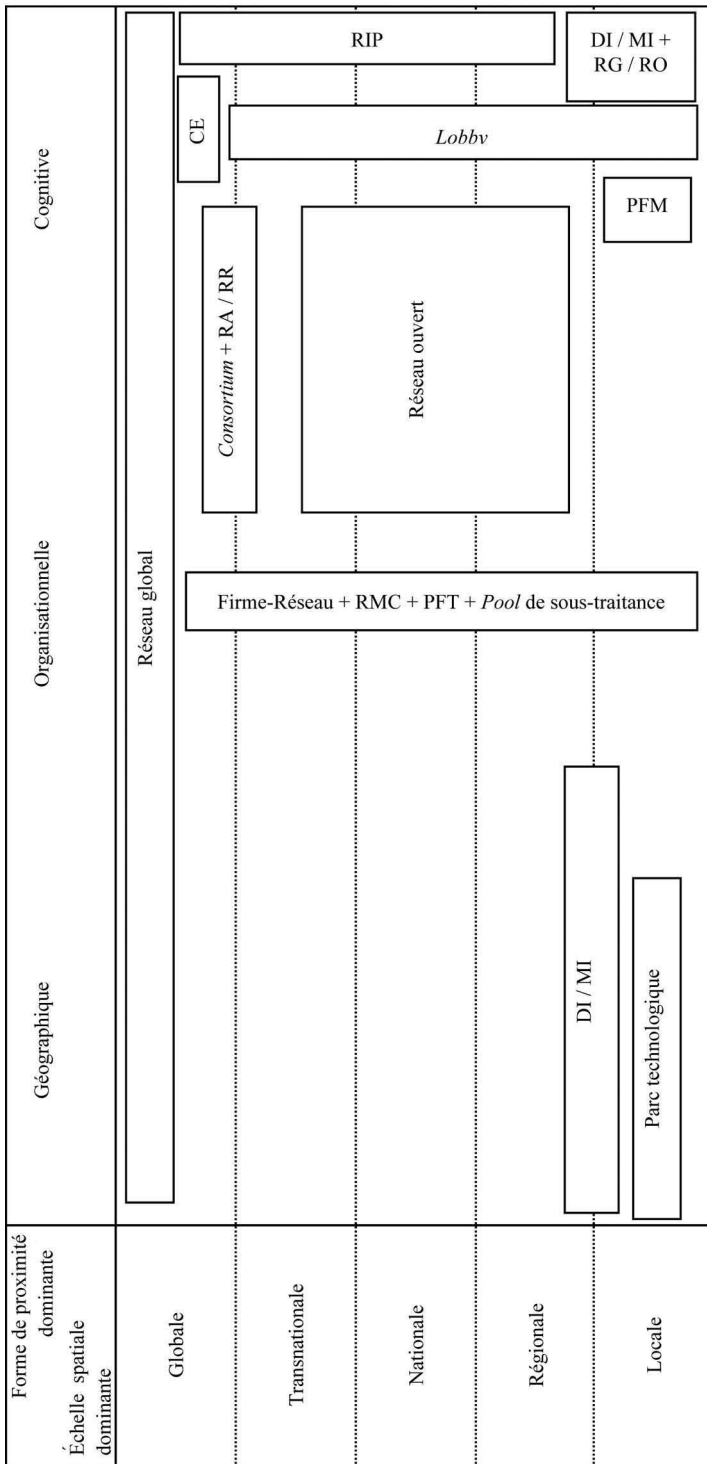 Forme de proximité
dominante
Échelle spatiale
dominante
Géographique
Organisationnelle
Cognitive
Globale
Transnationale
Nationale
Régionale
Locale
Réseau global
CE
RIP
Consortium + RA / RR
Lobbv
DI / MI +
RG / RO
PFM
Réseau ouvert
Firme-Réseau + RMC + PFT + Pool de sous-traitance
DI / MI
Parc technologique